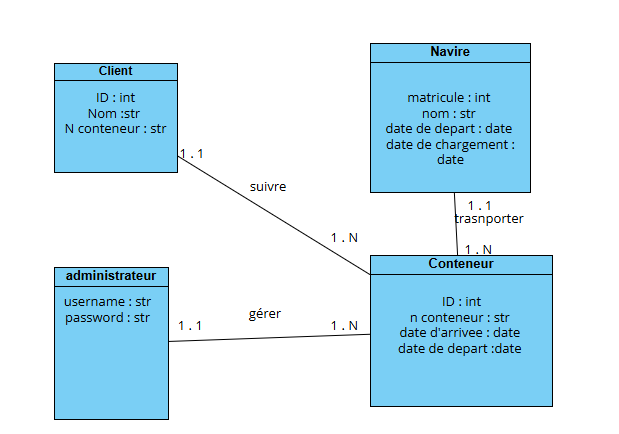 Client
ID : int
Nom :str
N conteneur : str
Navire
matricule : int
nom : str
date de depart : date
date de chargement :
date
1 . 1
suivre
1 . N
1 . 1
trasnporter
1 . N
administrateur
username : str
password : str
1 . 1
gérer
1 . N
Conteneur
ID : int
n conteneur : str
date d'arrivee : date
date de depart :date